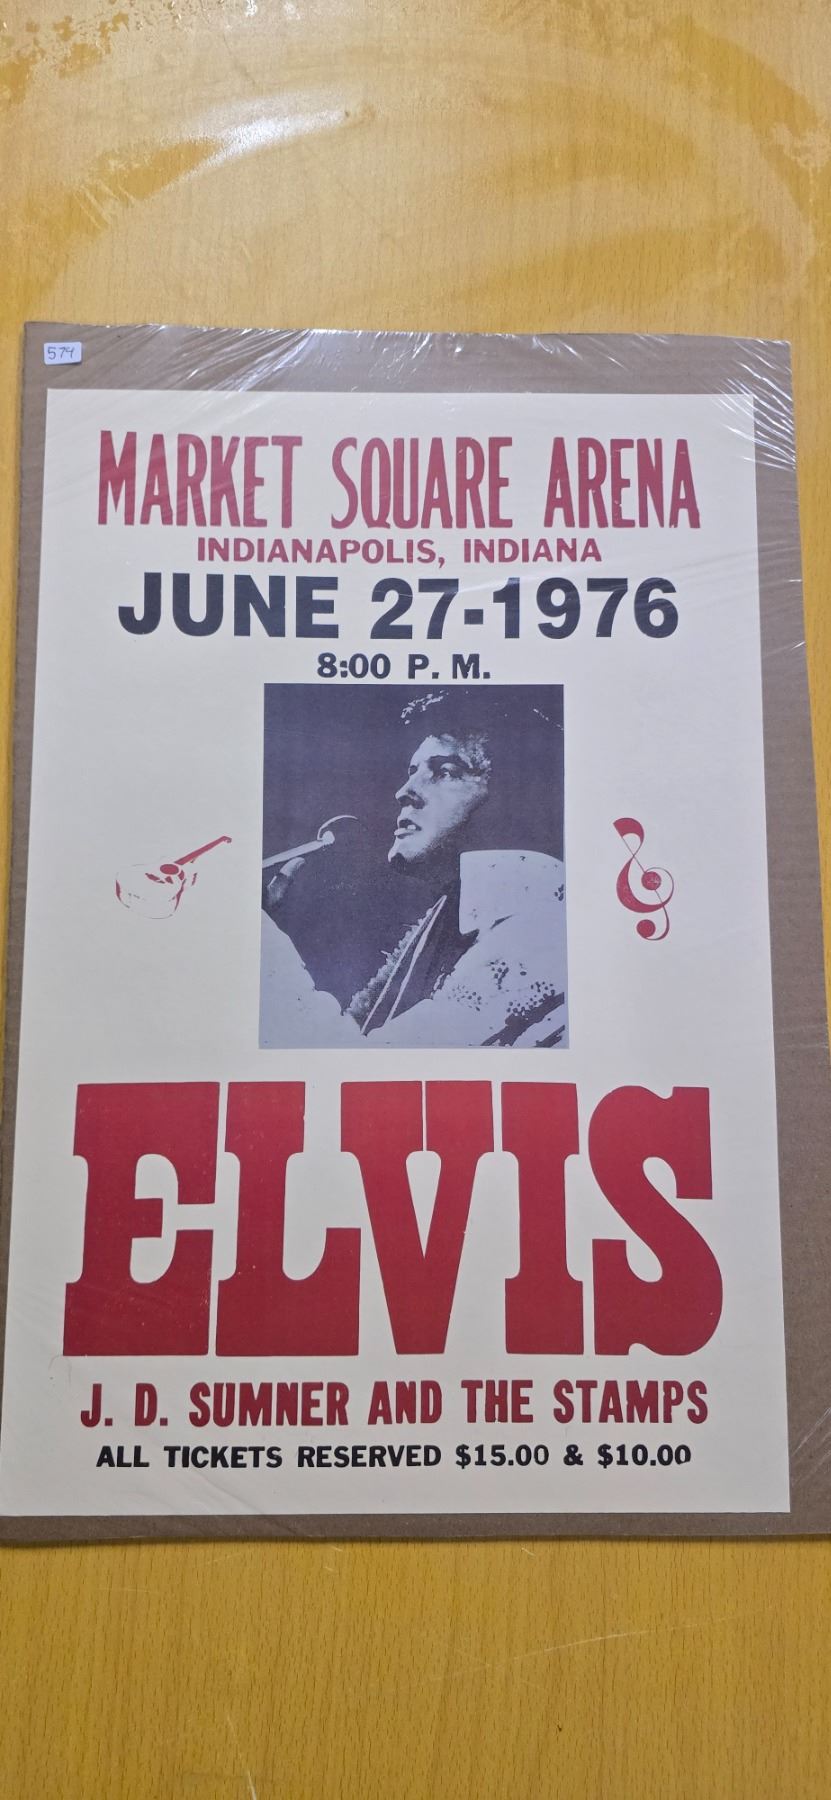 574
MARKET SQUARE ARENA
INDIANAPOLIS, INDIANA
JUNE 27-1976
8:00 P. M.
ELVIS
J. D. SUMNER AND THE STAMPS
ALL TICKETS RESERVED $15.00 & $10.00